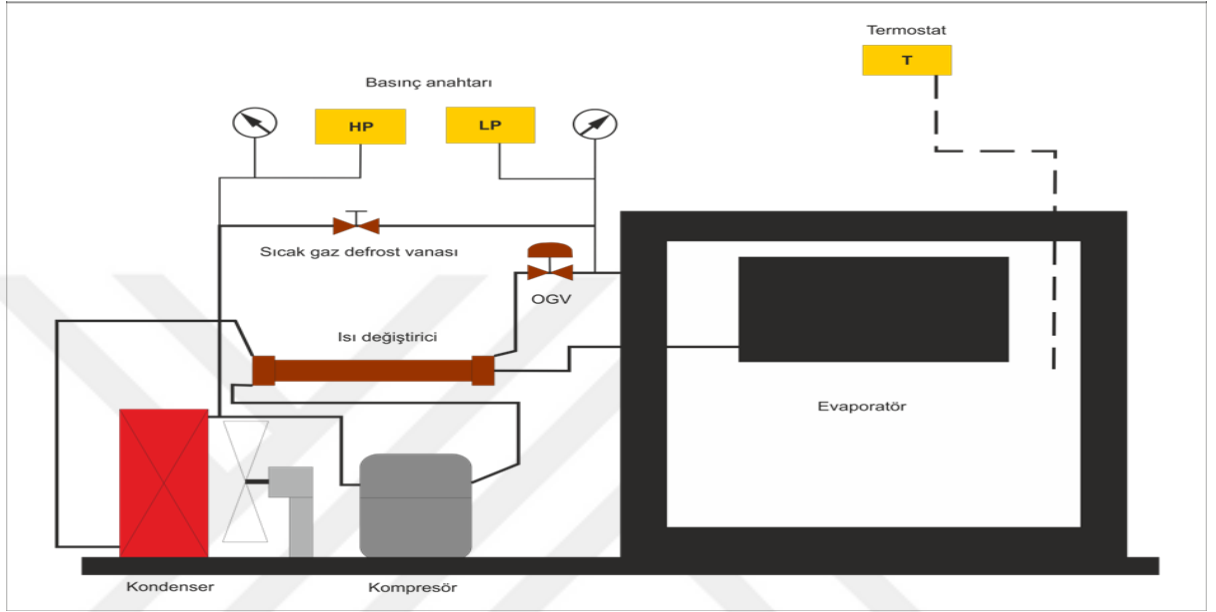 Termostat
T
Basınç anahtarı
HP
LP
Sıcak gaz defrost vanası
OGV
Isı değiştirici
Evaporatör
Kondenser
Kompresör